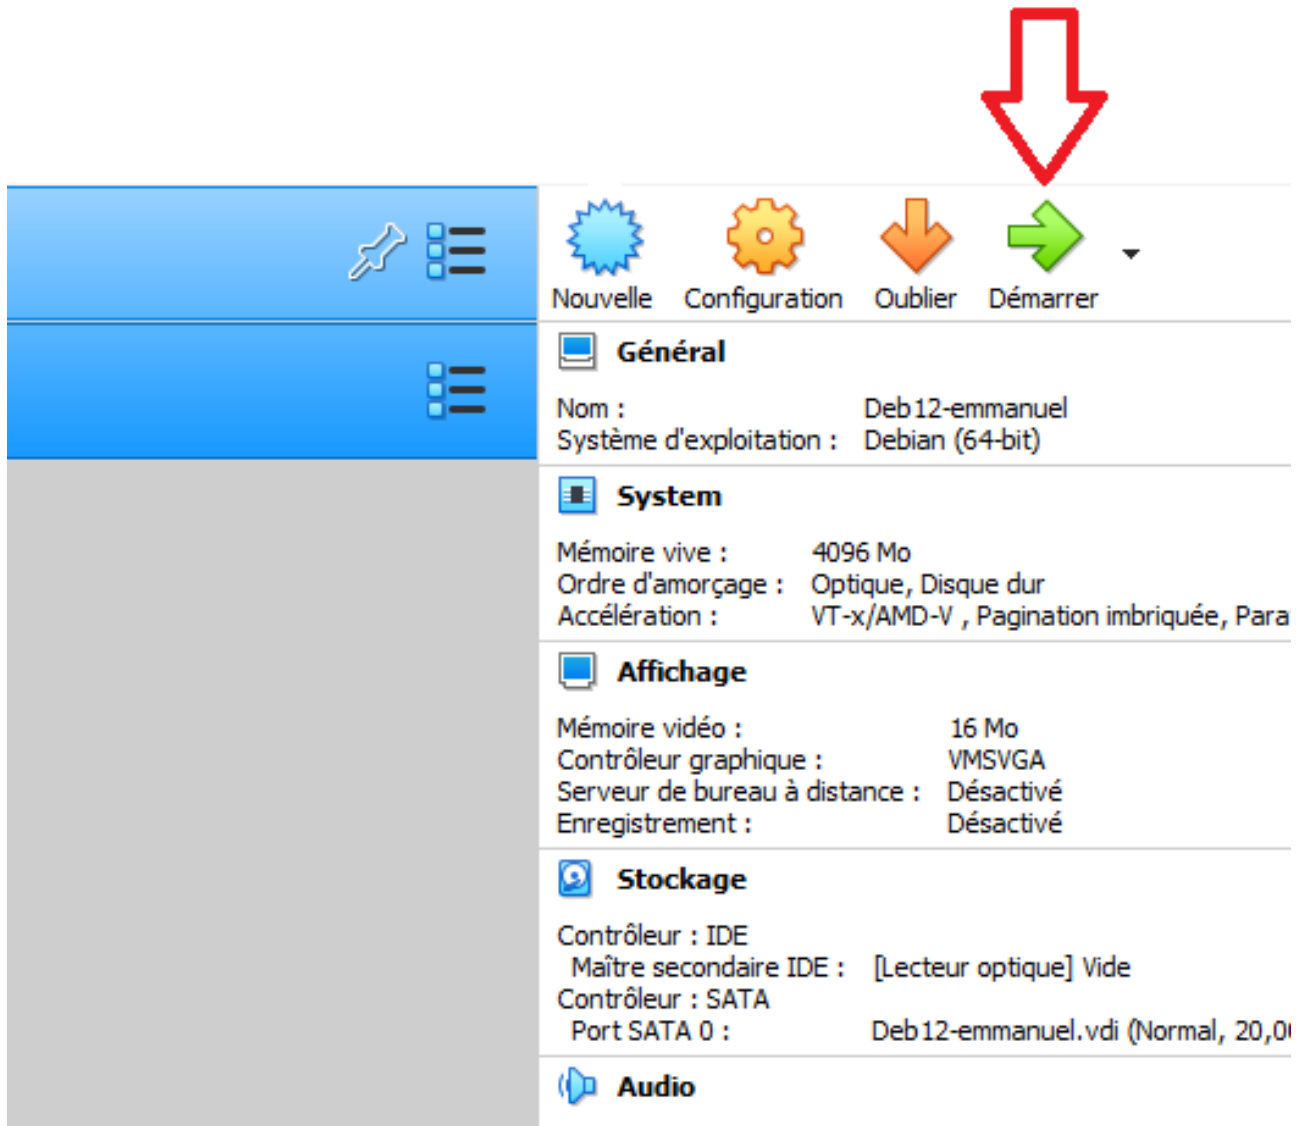 Nouvelle Configuration Oublier Démarrer
Général
Nom : Deb12-emmanuel
Système d'exploitation : Debian (64-bit)
System
Mémoire vive : 4096 Mo
Ordre d'amorçage : Optique, Disque dur
Accélération : VT-x/AMD-V , Pagination imbriquée, Para
Affichage
Mémoire vidéo : 16 Mo
Contrôleur graphique : VMSVGA
Serveur de bureau à distance : Désactivé
Enregistrement : Désactivé
Stockage
Contrôleur : IDE
Maître secondaire IDE : [Lecteur optique] Vide
Contrôleur : SATA
Port SATA 0 : Deb12-emmanuel.vdi (Normal, 20,0
Audio